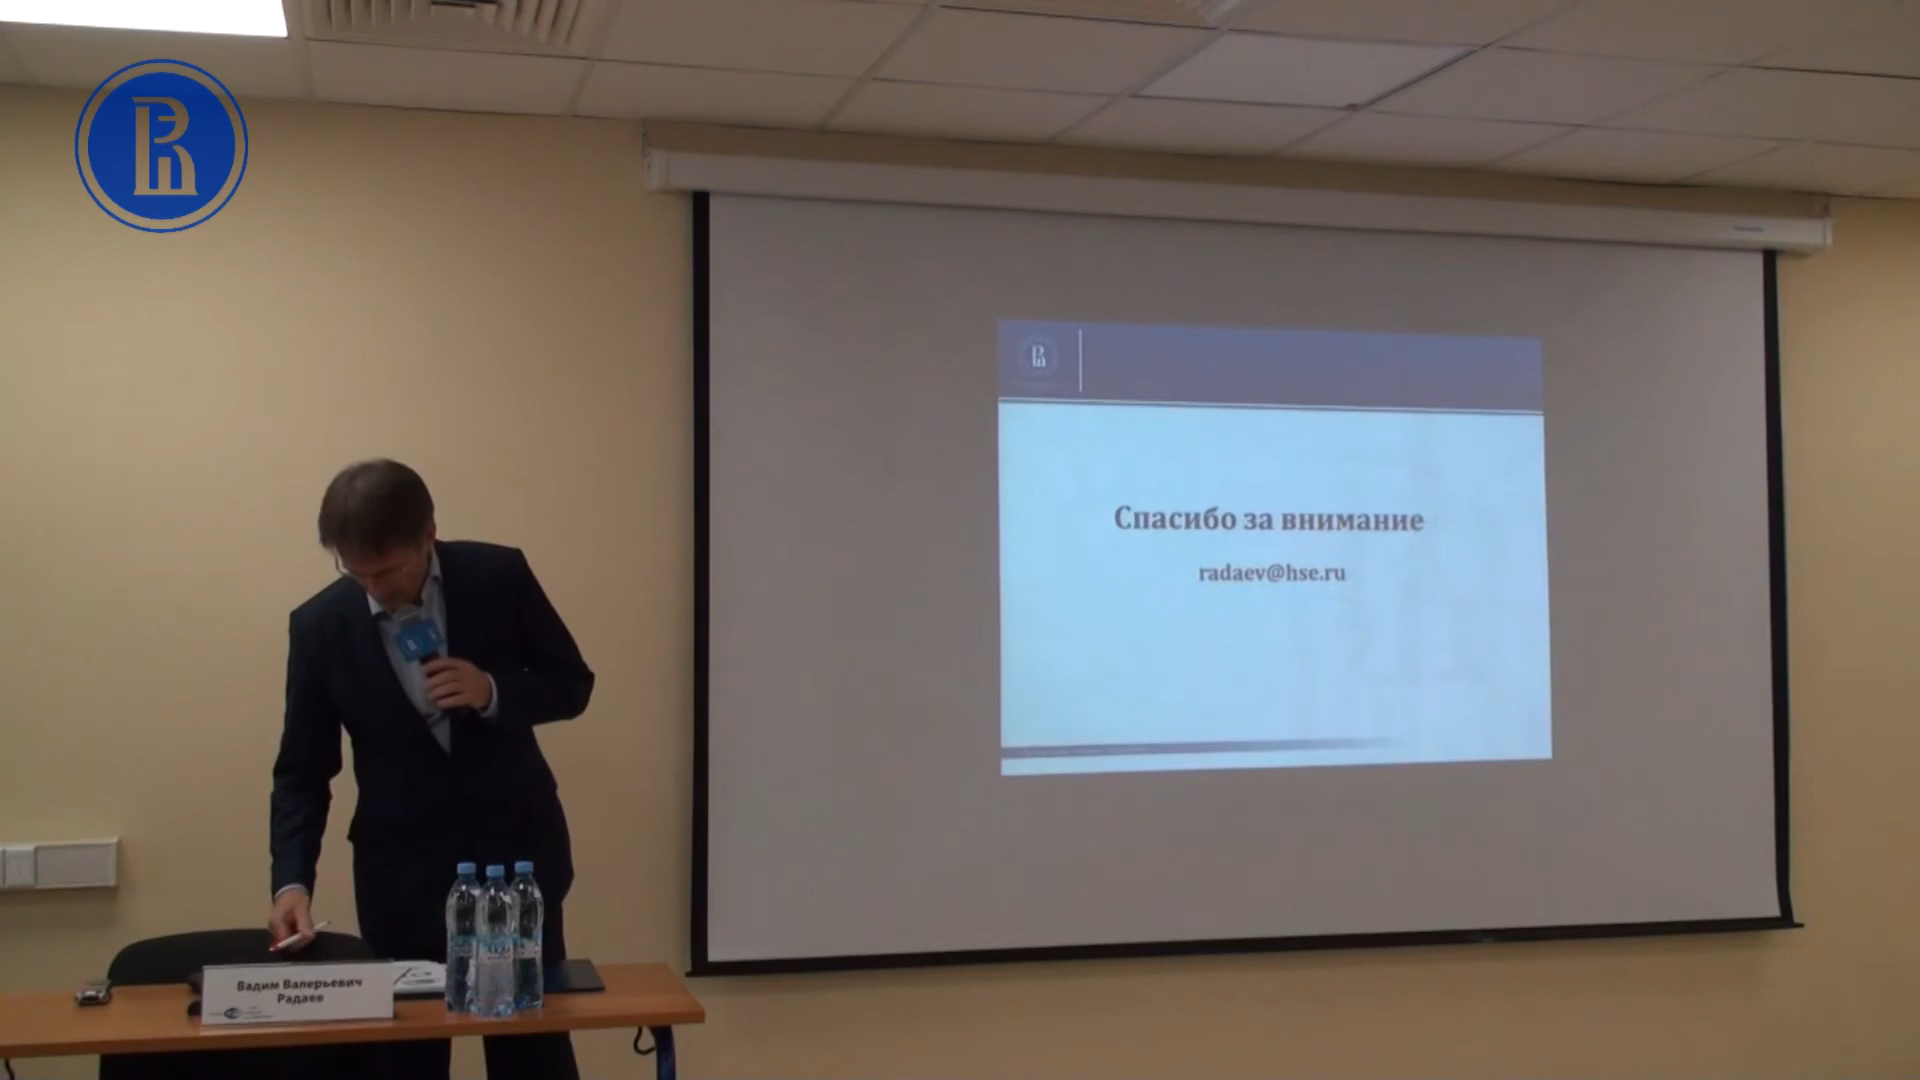 Спасибо за внимание
radaev@hse.ru
Вадим Валерьевич
Радаев